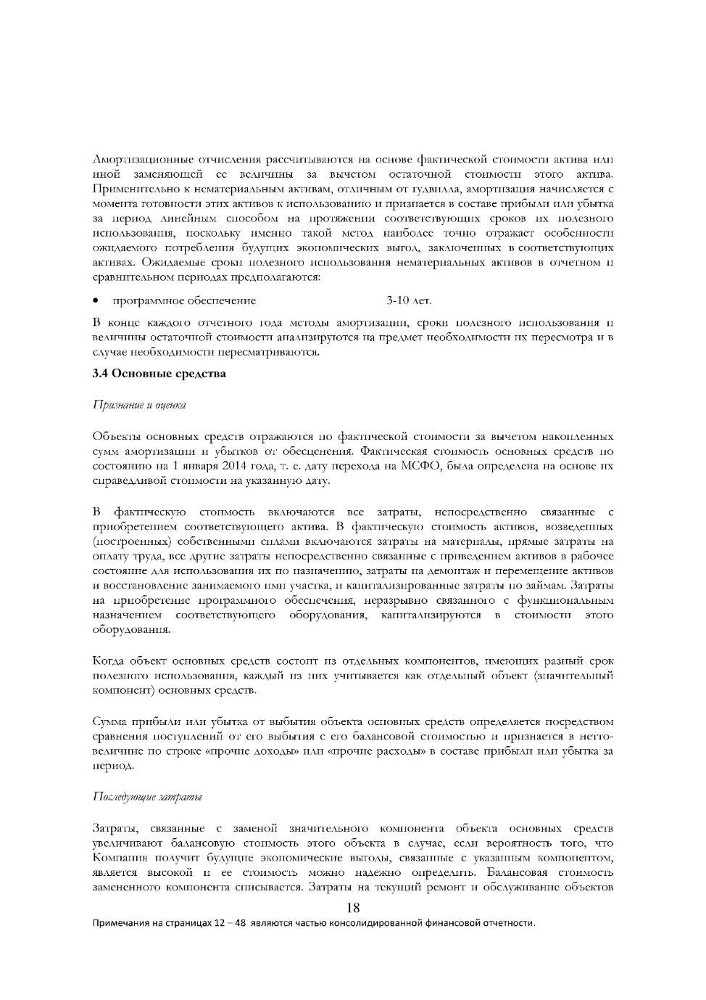 Амортизационные отчисления рассчитываются на основе фактической стоимости актива или
иной заменяющей ее величины за вычетом остаточной стоимости этого актива.
Применительно к нематериальным активам, отличным от гудвилла, амортизация начисляется с
момента готовности этих активов к использованию и признается в составе прибыли или убытка
за период линейным способом на протяжении соответствующих сроков их полезного
использования, поскольку именно такой метод наиболее точно отражает особенности
ожидаемого потребления будущих экономических выгод, заключенных в соответствующих
активах. Ожидаемые сроки полезного использования нематериальных активов в отчетном и
сравнительном периодах предполагаются:
• программное обеспечение 3-10 лет.
В конце каждого отчетного года методы амортизации, сроки полезного использования и
величины остаточной стоимости анализируются на предмет необходимости их пересмотра и в
случае необходимости пересматриваются.
3.4 Основные средства
Признание и оценка
Объекты основных средств отражаются по фактической стоимости за вычетом накопленных
сумм амортизации и убытков от обесценения. Фактическая стоимость основных средств по
состоянию на 1 января 2014 года, т. е. дату перехода на МСФО, была определена на основе их
справедливой стоимости на указанную дату.
В фактическую стоимость включаются все затраты, непосредственно связанные с
приобретением соответствующего актива. В фактическую стоимость активов, возведенных
(построенных) собственными силами включаются затраты на материалы, прямые затраты на
оплату труда, все другие затраты непосредственно связанные с приведением активов в рабочее
состояние для использования их по назначению, затраты на демонтаж и перемещение активов
и восстановление занимаемого ими участка, и капитализированные затраты по займам. Затраты
на приобретение программного обеспечения, неразрывно связанного с функциональным
назначением соответствующего оборудования, капитализируются в стоимости этого
оборудования.
Когда объект основных средств состоит из отдельных компонентов, имеющих разный срок
полезного использования, каждый из них учитывается как отдельный объект (значительный
компонент) основных средств.
Сумма прибыли или убытка от выбытия объекта основных средств определяется посредством
сравнения поступлений от его выбытия с его балансовой стоимостью и признается в нетто-
величине по строке «прочие доходы» или «прочие расходы» в составе прибыли или убытка за
период.
Последующие затраты
Затраты, связанные с заменой значительного компонента объекта основных средств
увеличивают балансовую стоимость этого объекта в случае, если вероятность того, что
Компания получит будущие экономические выгоды, связанные с указанным компонентом,
является высокой и ее стоимость можно надежно определить. Балансовая стоимость
замененного компонента списывается. Затраты на текущий ремонт и обслуживание объектов
18
Примечания на страницах 12 – 48 являются частью консолидированной финансовой отчетности.